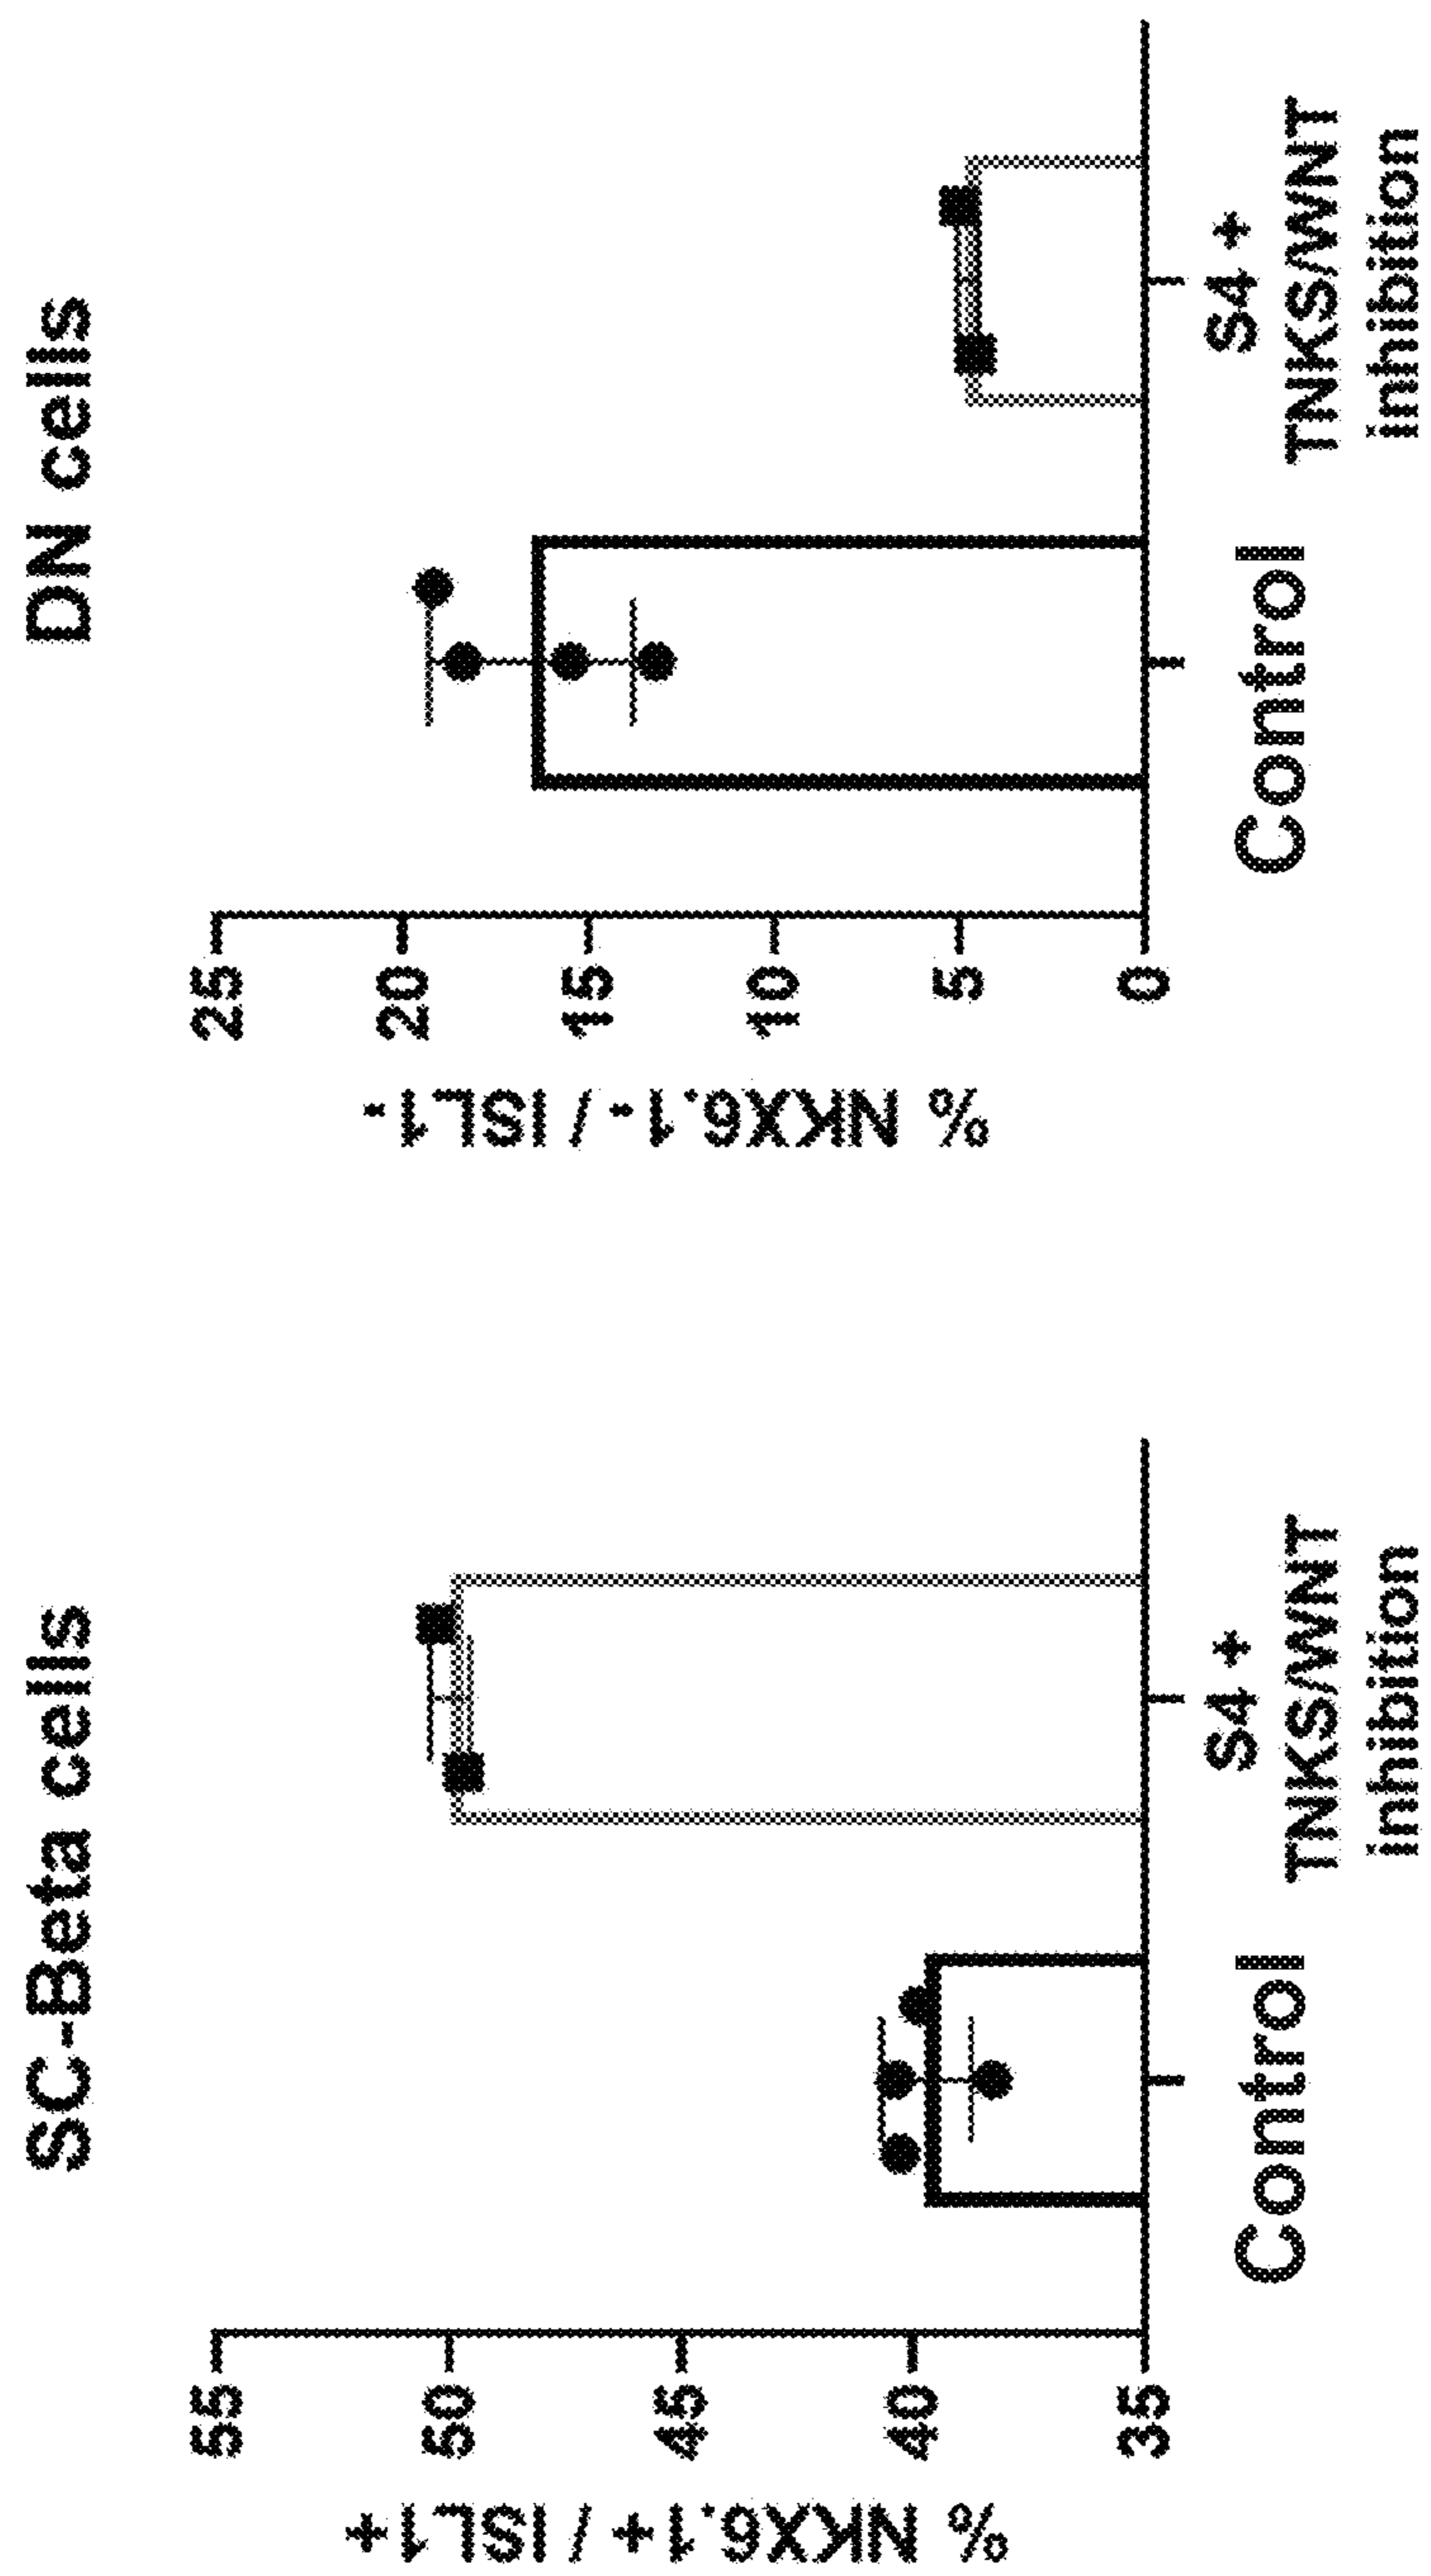 SC-Beta cells
% NKX6.1+ / ISL1+
55
50
45
40
35
Control
S4 +
TNKS/WNT
inhibition
DN cells
% NKX6.1- / ISL1-
25
20
15
10
5
0
Control
S4 +
TNKS/WNT
inhibition